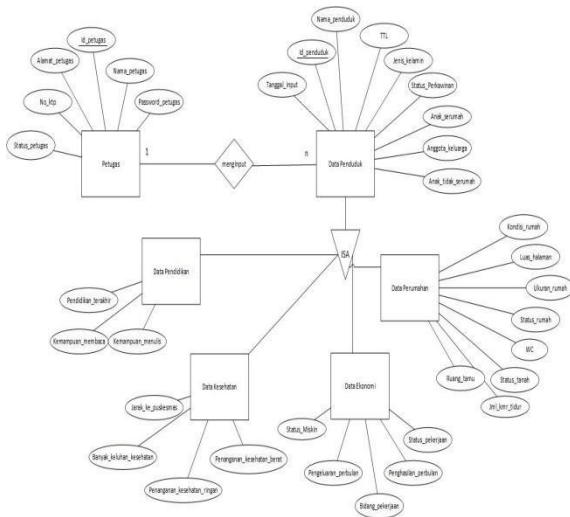 Nama_penduduk
Id_petugas
Id_penduduk
TTL
Alamat_petugas
Nama_petugas
Tanggal_input
Jenis_kelamin
No_ktp
Password_petugas
Status_Perkawinan
Status_petugas
Anak_serumah
Petugas
1
menginput
n
Data Penduduk
Anggota_keluarga
Anak_tidak_serumah
ISA
Kondisi_rumah
Data Pendidikan
Luas_halaman
Data Perumahan
Ukuran_rumah
Pendidikan_terakhir
Status_rumah
Kemampuan_membaca
Kemampuan_menulis
WC
Ruang_tamu
Status_tanah
Data Kesehatan
Data Ekonomi
Jml_kmr_tidur
Jarak_ke_puskesmas
Status_Miskin
Status_pekerjaan
Banyak_keluhan_kesehatan
Penanganan_kesehatan_berat
Pengeluaran_perbulan
Penghasilan_perbulan
Penanganan_kesehatan_ringan
Bidang_pekerjaan